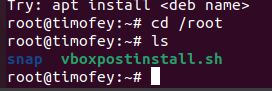 Try: apt install <deb name>
root@timofey:~# cd /root
root@timofey:~# ls
snap  vboxpostinstall.sh
root@timofey:~#